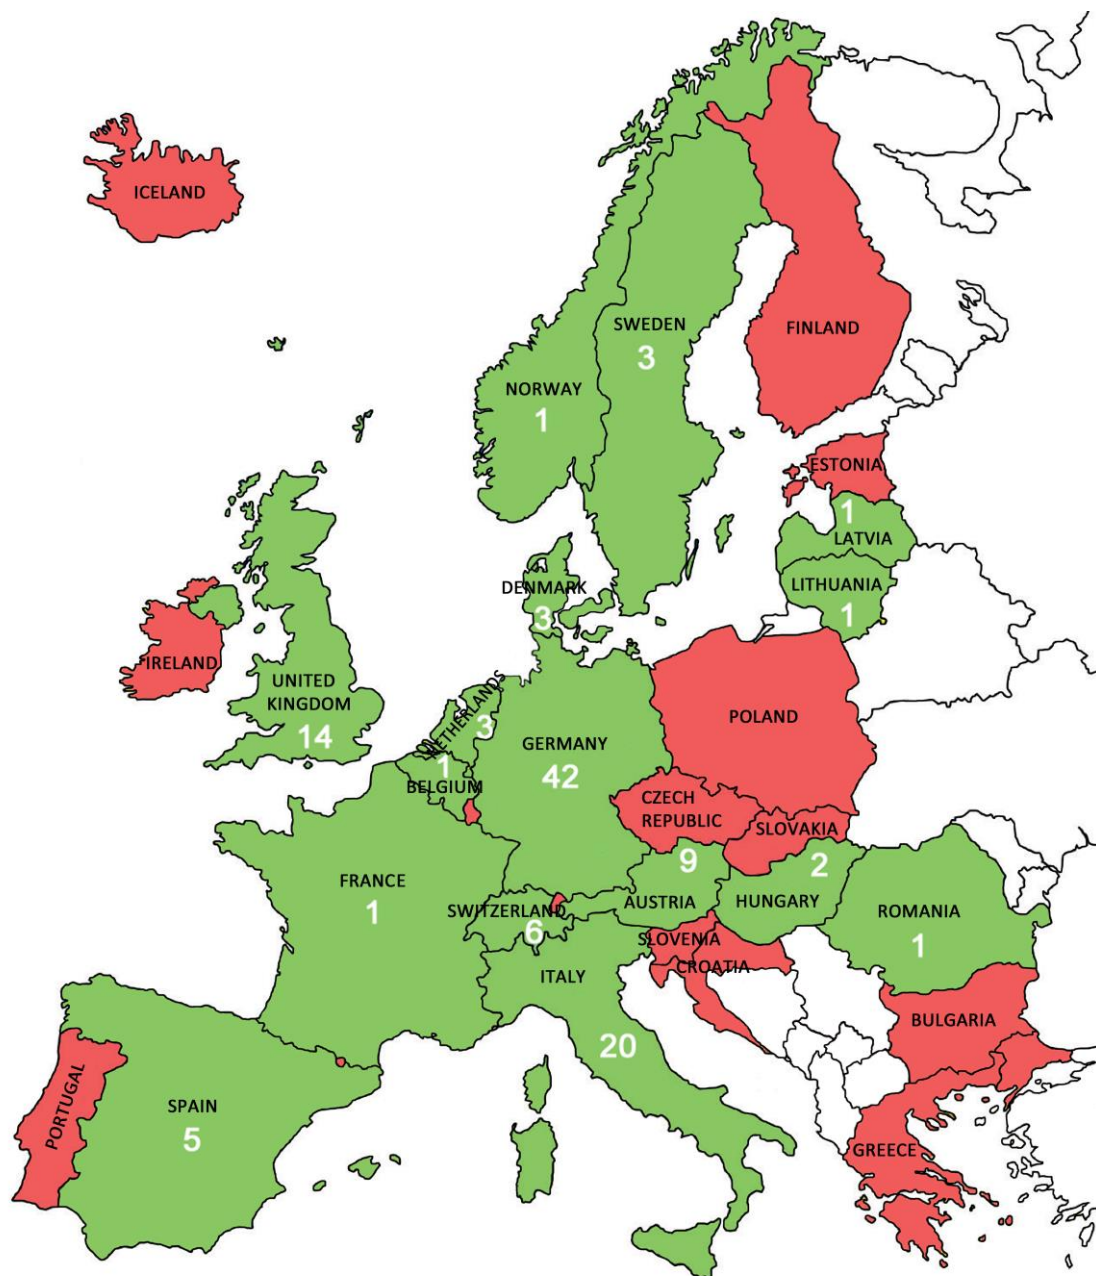 ICELAND
SWEDEN
3
FINLAND
NORWAY
1
ESTONIA
1
LATVIA
DENMARK
3
LITHUANIA
1
IRELAND
UNITED
KINGDOM
14
NETHERLANDS
3
GERMANY
42
POLAND
1
BELGIUM
CZECH
REPUBLIC
SLOVAKIA
FRANCE
1
9
AUSTRIA
2
HUNGARY
ROMANIA
1
SWITZERLAND
6
SLOVENIA
CROATIA
ITALY
20
BULGARIA
PORTUGAL
SPAIN
5
GREECE